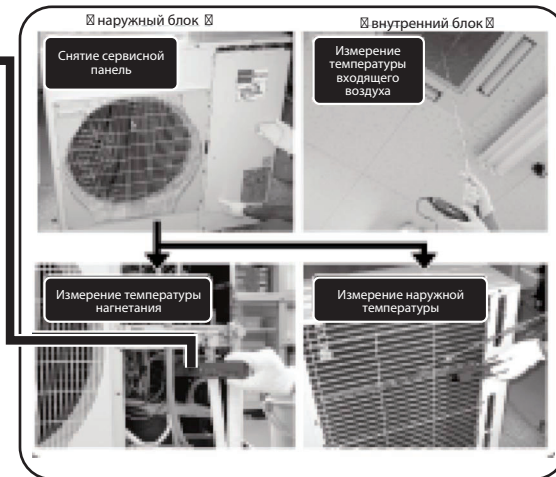 наружный блок
внутренний блок
Снятие сервисной
панель
Измерение
температуры
входящего
воздуха
Измерение температуры
нагнетания
Измерение наружной
температуры